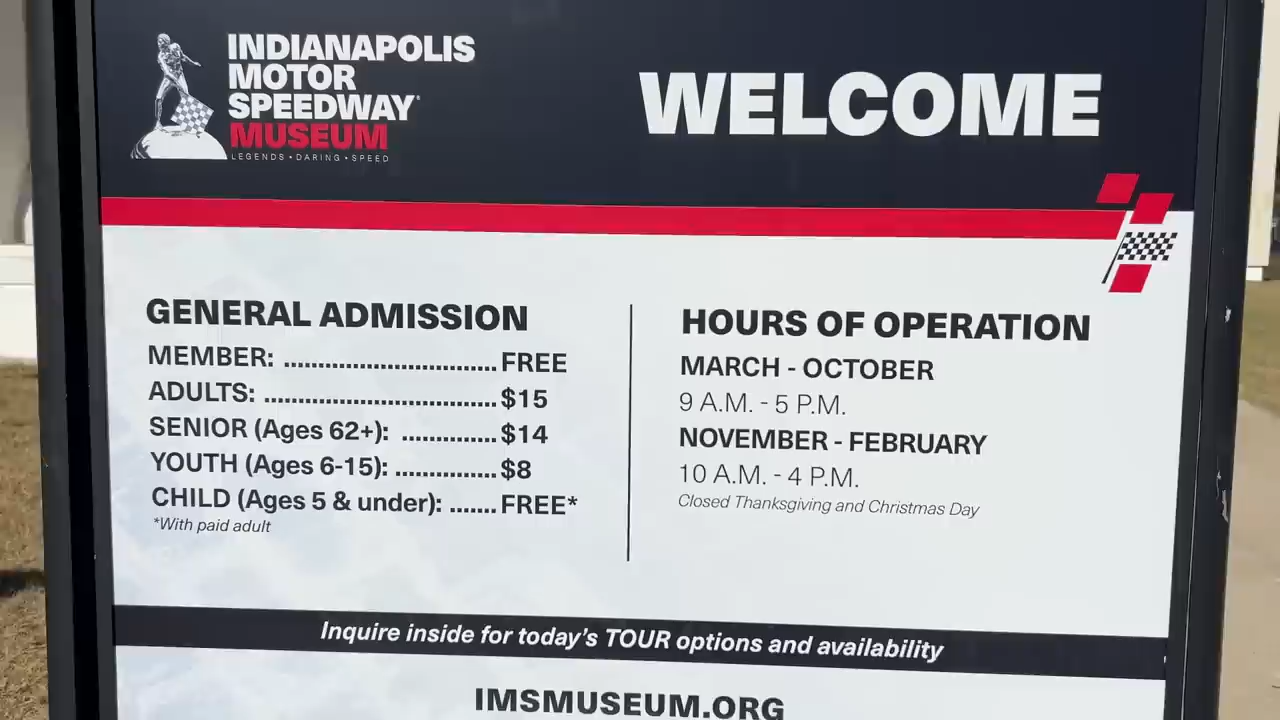 INDIANAPOLIS
MOTOR
SPEEDWAY
MUSEUM
LEGENDS • DARING • SPEED
WELCOME
GENERAL ADMISSION
MEMBER: ................................. FREE
ADULTS: .................................... $15
SENIOR (Ages 62+): ............... $14
YOUTH (Ages 6-15): ................ $8
CHILD (Ages 5 & under): ....... FREE*
*With paid adult
HOURS OF OPERATION
MARCH - OCTOBER
9 A.M. - 5 P.M.
NOVEMBER - FEBRUARY
10 A.M. - 4 P.M.
Closed Thanksgiving and Christmas Day
Inquire inside for today's TOUR options and availability
IMSMUSEUM.ORG